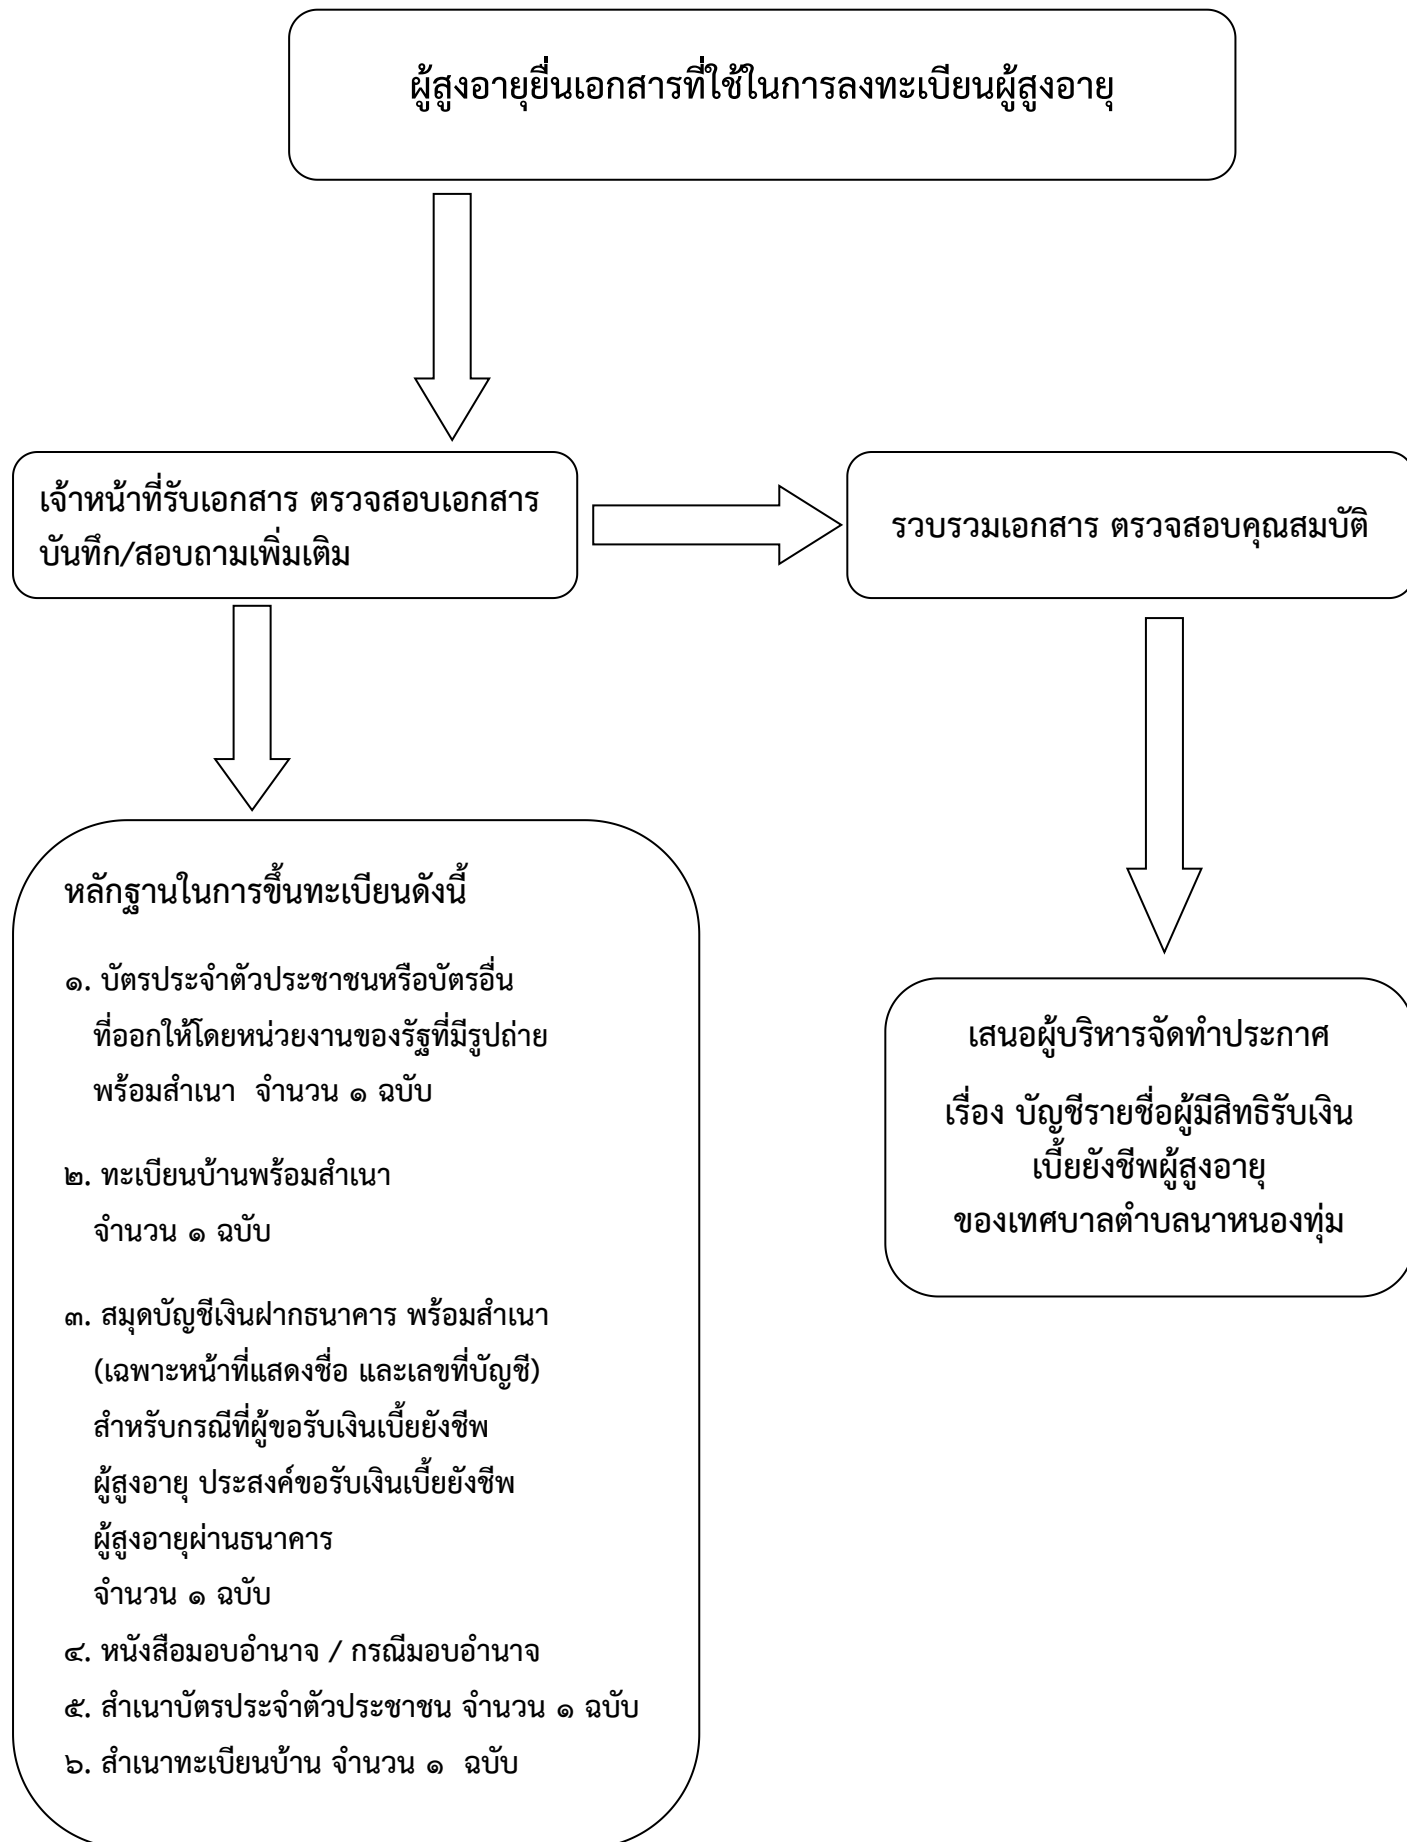 ผู้สูงอายุยื่นเอกสารที่ใช้ในการลงทะเบียนผู้สูงอายุ
เจ้าหน้าที่รับเอกสาร ตรวจสอบเอกสาร
บันทึก/สอบถามเพิ่มเติม
รวบรวมเอกสาร ตรวจสอบคุณสมบัติ
หลักฐานในการขึ้นทะเบียนดังนี้
๑. บัตรประจำตัวประชาชนหรือบัตรอื่น
ที่ออกให้โดยหน่วยงานของรัฐที่มีรูปถ่าย
พร้อมสำเนา จำนวน ๑ ฉบับ
๒. ทะเบียนบ้านพร้อมสำเนา
จำนวน ๑ ฉบับ
๓. สมุดบัญชีเงินฝากธนาคาร พร้อมสำเนา
(เฉพาะหน้าที่แสดงชื่อ และเลขที่บัญชี)
สำหรับกรณีที่ผู้ขอรับเงินเบี้ยยังชีพ
ผู้สูงอายุ ประสงค์ขอรับเงินเบี้ยยังชีพ
ผู้สูงอายุผ่านธนาคาร
จำนวน ๑ ฉบับ
๔. หนังสือมอบอำนาจ / กรณีมอบอำนาจ
๕. สำเนาบัตรประจำตัวประชาชน จำนวน ๑ ฉบับ
๖. สำเนาทะเบียนบ้าน จำนวน ๑ ฉบับ
เสนอผู้บริหารจัดทำประกาศ
เรื่อง บัญชีรายชื่อผู้มีสิทธิรับเงิน
เบี้ยยังชีพผู้สูงอายุ
ของเทศบาลตำบลนาหนองทุ่ม